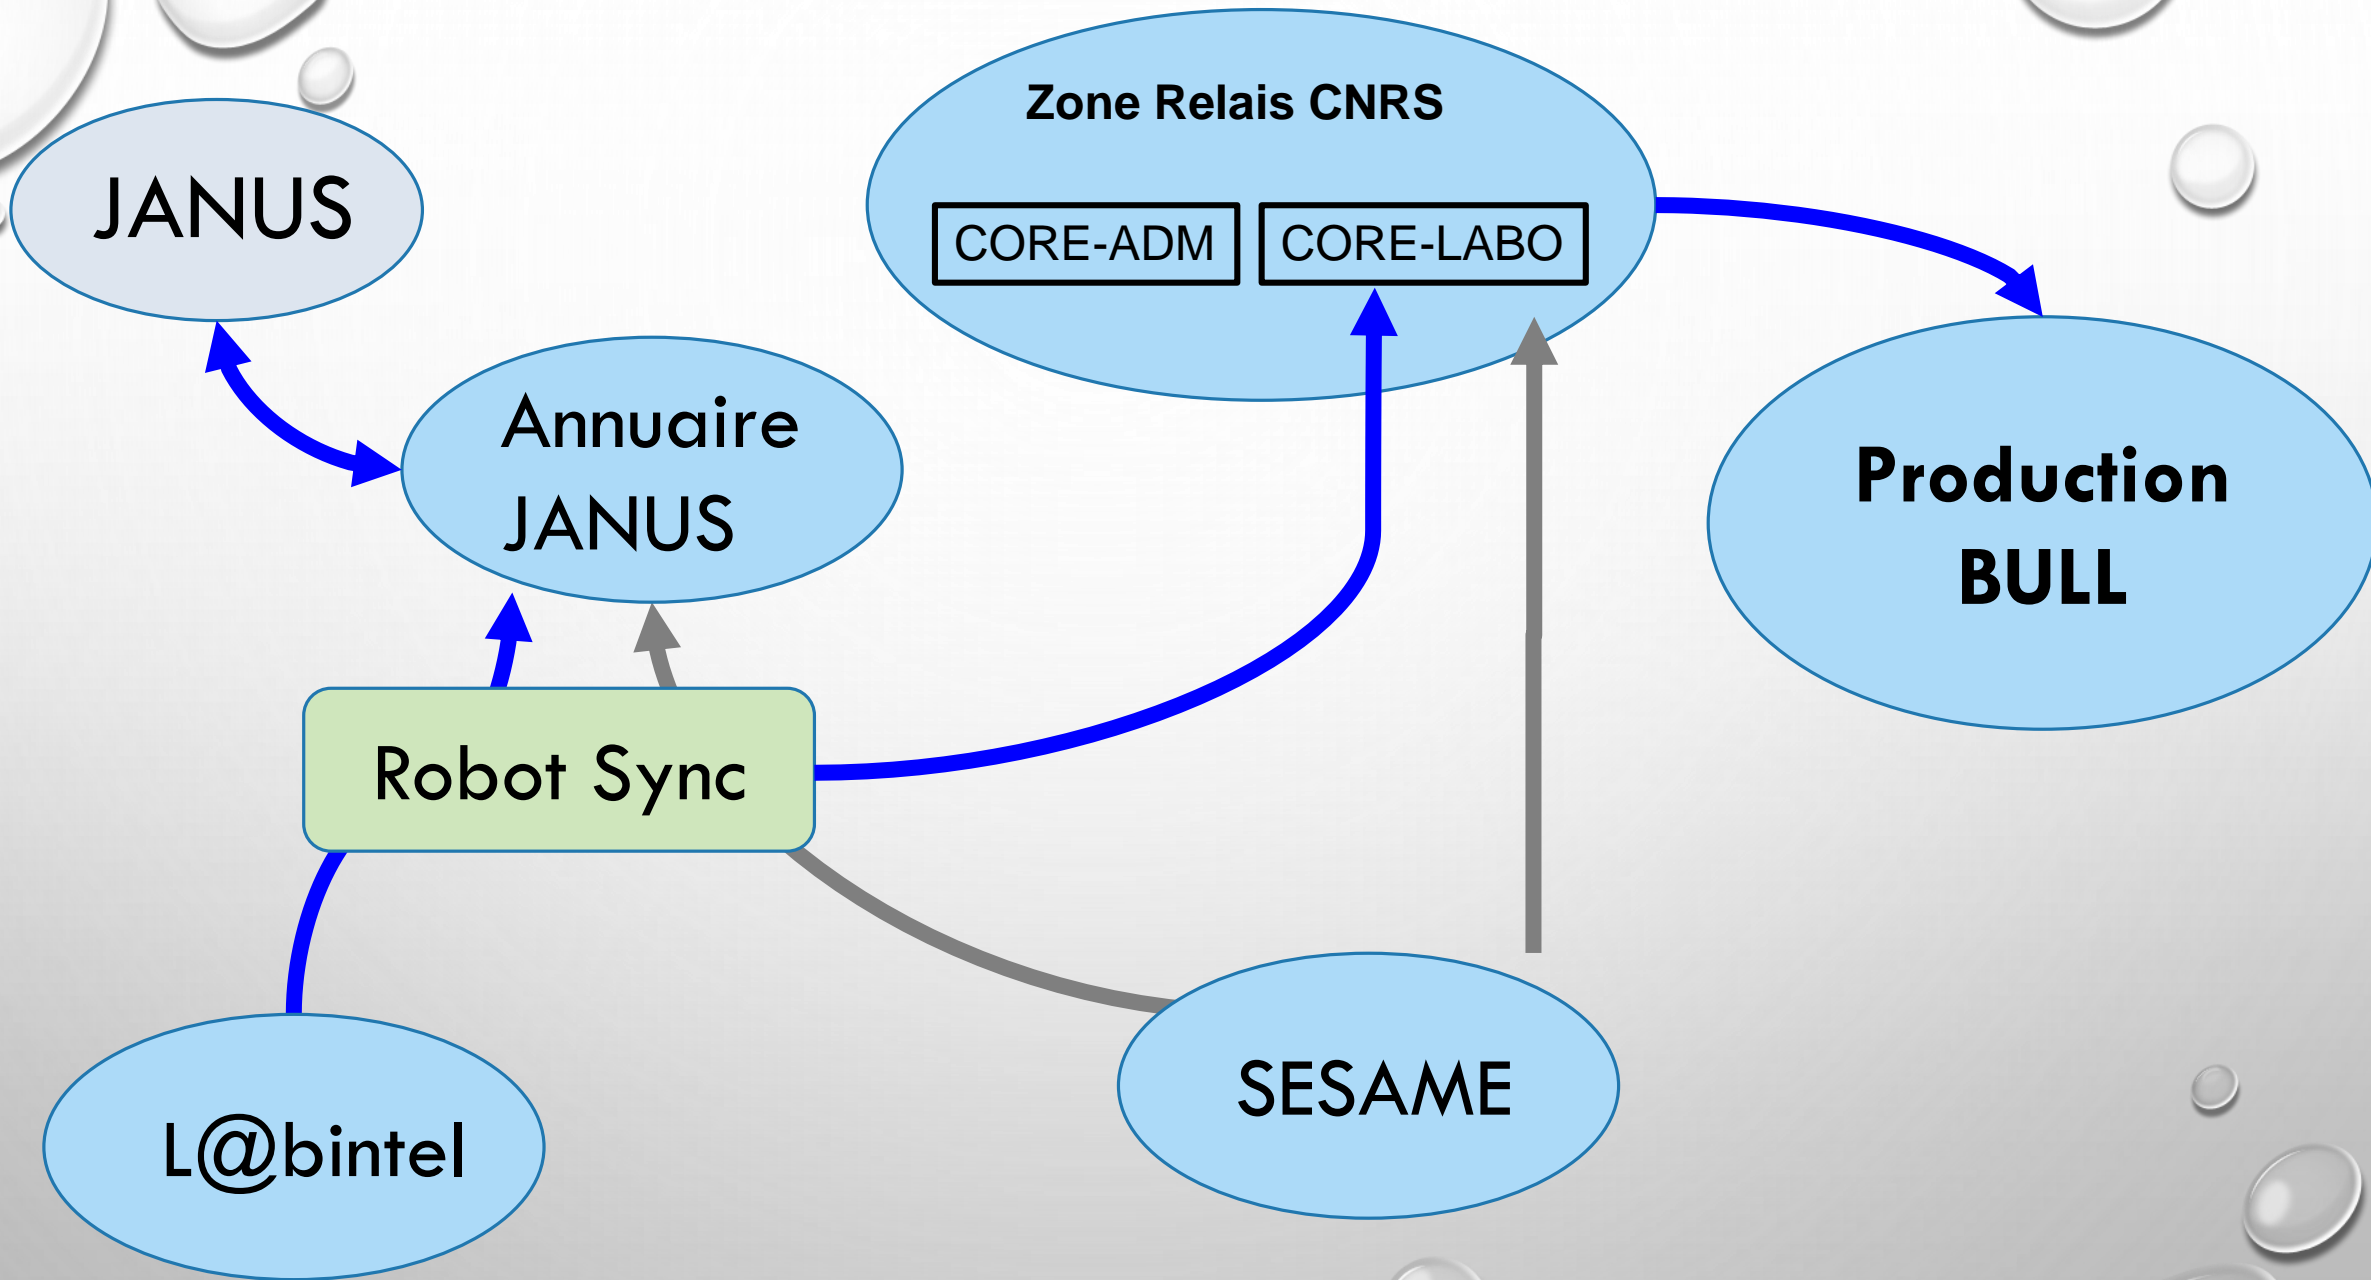 Zone Relais CNRS
JANUS
CORE-ADM
CORE-LABO
Annuaire
JANUS
Production
BULL
Robot Sync
SESAME
L@bintel